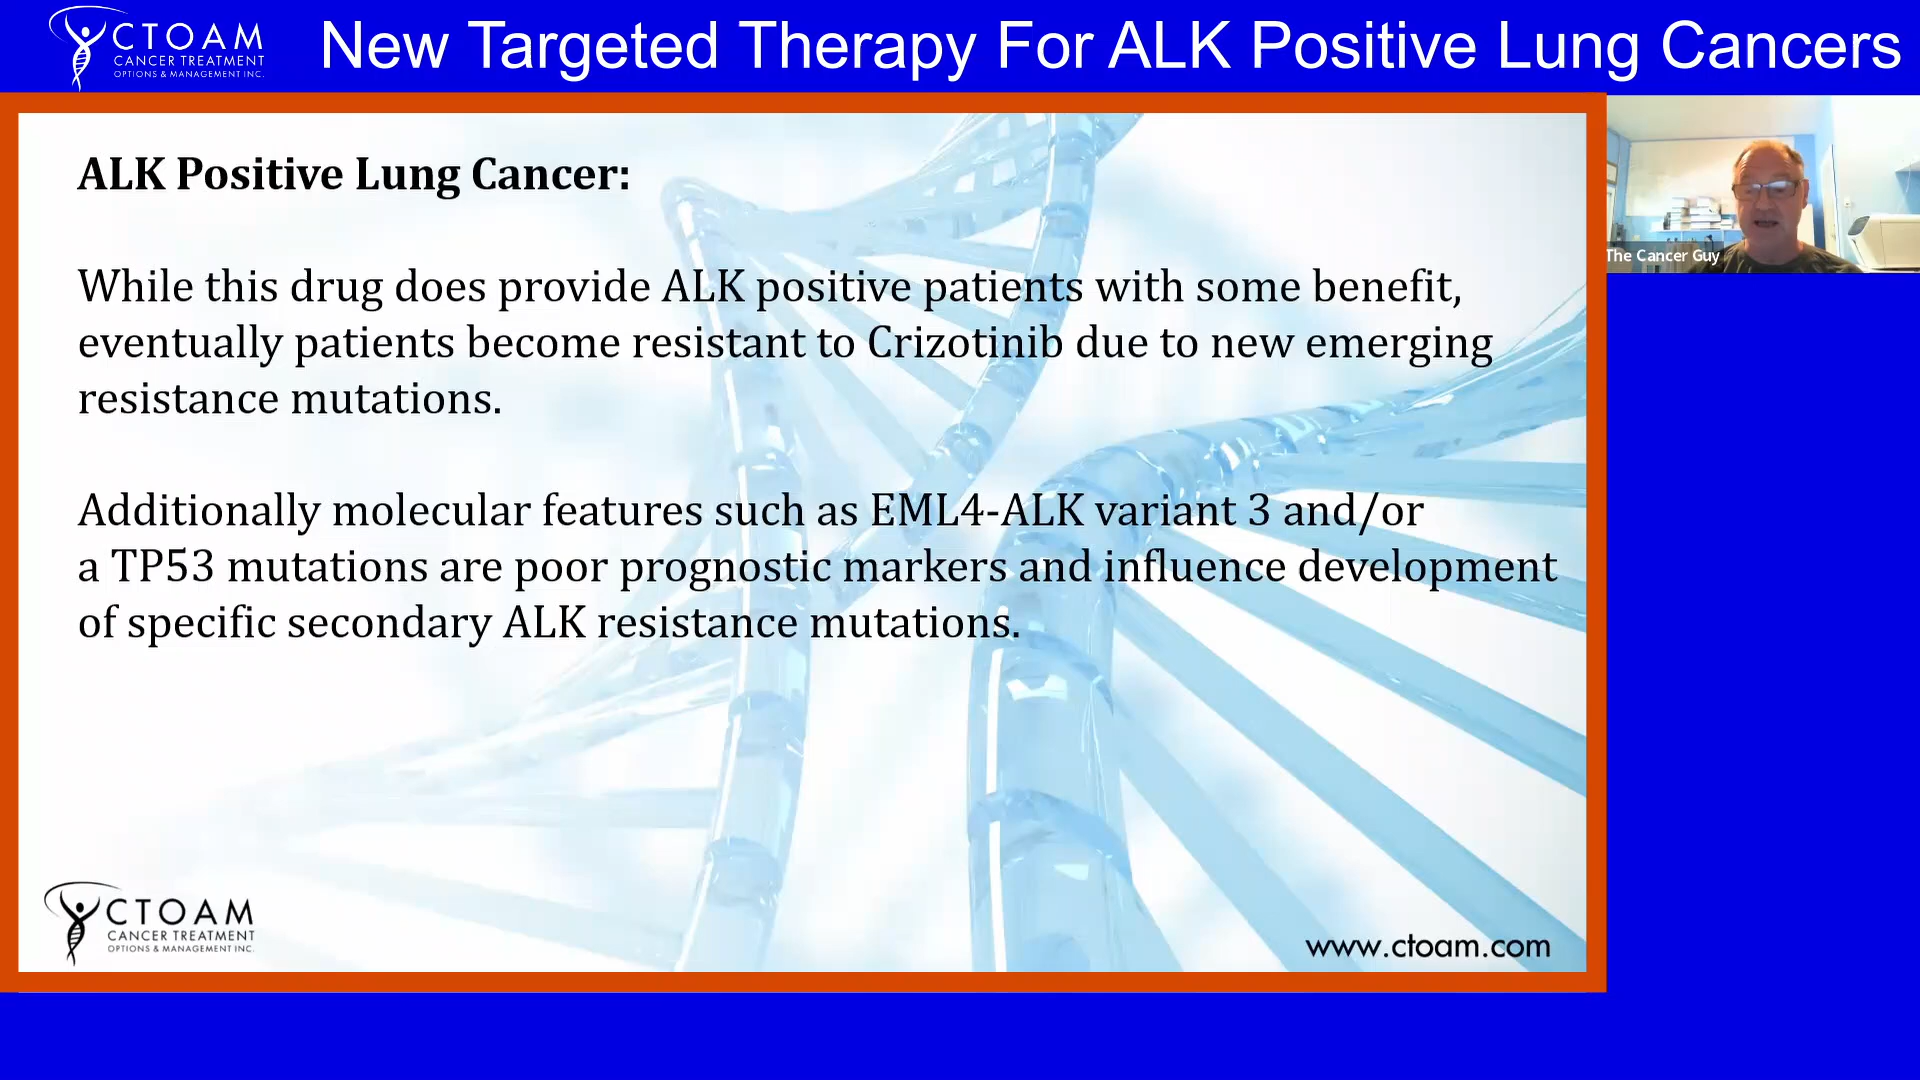 CTOAM
CANCER TREATMENT
OPTIONS & MANAGEMENT INC.
New Targeted Therapy For ALK Positive Lung Cancers
ALK Positive Lung Cancer:
The Cancer Guy
While this drug does provide ALK positive patients with some benefit,
eventually patients become resistant to Crizotinib due to new emerging
resistance mutations.
Additionally molecular features such as EML4-ALK variant 3 and/or
a TP53 mutations are poor prognostic markers and influence development
of specific secondary ALK resistance mutations.
CTOAM
CANCER TREATMENT
OPTIONS & MANAGEMENT INC.
www.ctoam.com